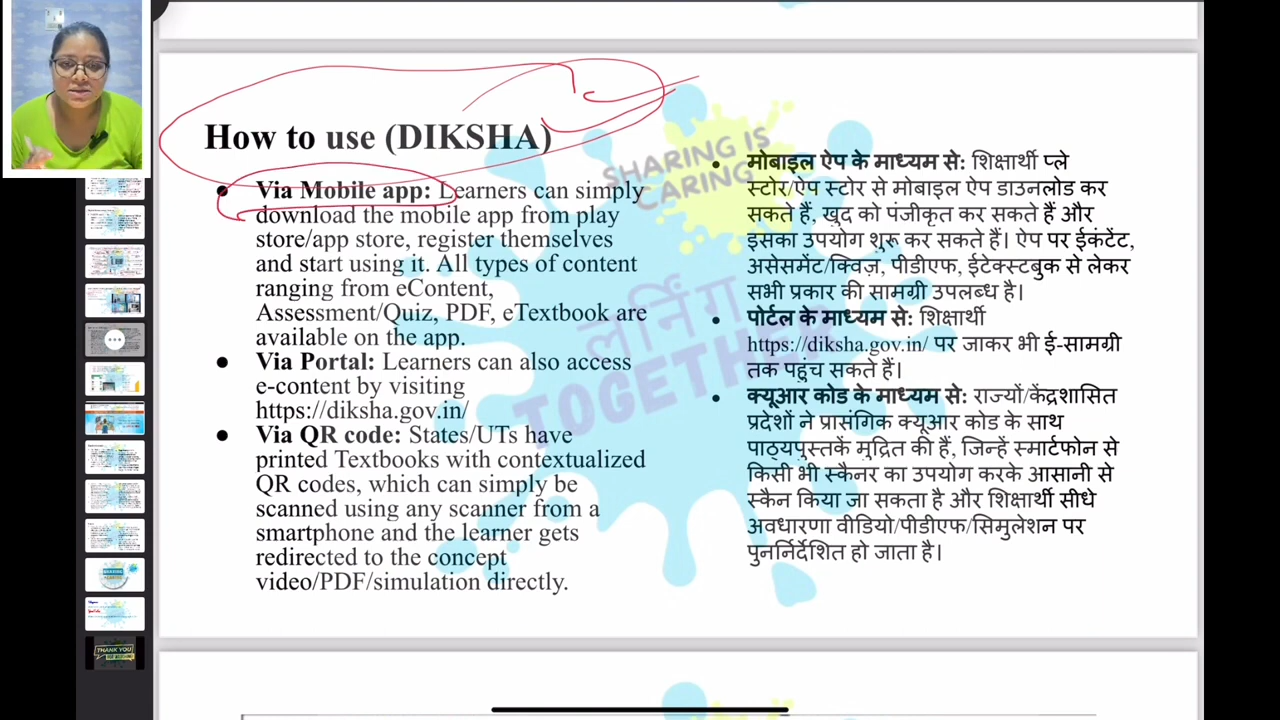 How to use (DIKSHA)
Via Mobile app: Learners can simply
download the mobile app from play
store/app store, register themselves
and start using it. All types of content
ranging from eContent,
Assessment/Quiz, PDF, eTextbook are
available on the app.
Via Portal: Learners can also access
e-content by visiting
https://diksha.gov.in/
Via QR code: States/UTs have
printed Textbooks with contextualized
QR codes, which can simply be
scanned using any scanner from a
smartphone and the learner gets
redirected to the concept
video/PDF/simulation directly.
मोबाइल ऐप के माध्यम से: शिक्षार्थी प्ले
स्टोर/ऐप स्टोर से मोबाइल ऐप डाउनलोड कर
सकते हैं, खुद को पंजीकृत कर सकते हैं और
इसका उपयोग शुरू कर सकते हैं। ऐप पर ईकंटेंट,
असेसमेंट/क्विज़, पीडीएफ, ईटेक्स्टबुक से लेकर
सभी प्रकार की सामग्री उपलब्ध है।
पोर्टल के माध्यम से: शिक्षार्थी
https://diksha.gov.in/ पर जाकर भी ई-सामग्री
तक पहुंच सकते हैं।
क्यूआर कोड के माध्यम से: राज्यों/केंद्रशासित
प्रदेशों ने प्रासंगिक क्यूआर कोड के साथ
पाठ्यपुस्तकें मुद्रित की हैं, जिन्हें स्मार्टफोन से
किसी भी स्कैनर का उपयोग करके आसानी से
स्कैन किया जा सकता है और शिक्षार्थी सीधे
अवधारणा वीडियो/पीडीएफ/सिमुलेशन पर
पुनर्निर्देशित हो जाता है।
SHARING IS
CARING
लर्निंग
TOGETHER
THANK YOU